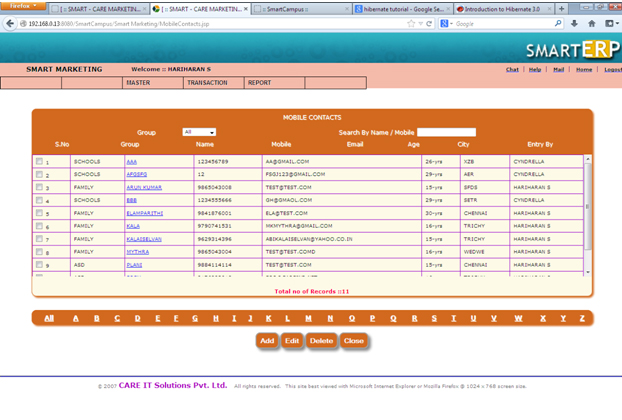 Firefox
[ :: SMART - CARE MARKETIN... [ :: SMART - CARE MARKETIN... :: SmartCampus :: hibernate tutorial - Google Se... Introduction to Hibernate 3.0
192.168.0.13:8080/SmartCampus/Smart Marketing/MobileContacts.jsp Google
SMARTERP
SMART MARKETING Welcome :: HARIHARAN S Chat | Help | Mail | Home | Logout
MASTER TRANSACTION REPORT
MOBILE CONTACTS
Group All Search By Name / Mobile
S.No Group Name Mobile Email Age City Entry By
1 SCHOOLS AAA 123456789 AA@GMAIL.COM 26-yrs XZB CYNDRELLA
2 SCHOOLS AFGSFG 12 FSGJ123@GMAIL.COM 29-yrs AER CYNDRELLA
3 FAMILY ARUN KUMAR 9865043008 TEST@TEST.COM 15-yrs SFDS HARIHARAN S
4 SCHOOLS BBB 1234555666 GH@GMAOL.COM 29-yrs SETR CYNDRELLA
5 FAMILY ELAMPARITHI 9841876001 ELA@TEST.COM 30-yrs CHENNAI HARIHARAN S
6 FAMILY KALA 9790741531 MKMYTHRA@GMAIL.COM 16-yrs TRICHY HARIHARAN S
7 FAMILY KALAISELVAN 9629314396 ABIKALAISELVAN@YAHOO.CO.IN 15-yrs TRICHY HARIHARAN S
8 FAMILY MYTHRA 9865043004 TEST@TEST.COMD 16-yrs WEDWE HARIHARAN S
9 ASD PLANS 9884114114 TEST@TEST.COM 15-yrs CHENNAI HARIHARAN S
Total no of Records ::11
All A B C D E F G H I J K L M N O P Q R S T U V W X Y Z
Add Edit Delete Close
© 2007 CARE IT Solutions Pvt. Ltd. All rights reserved. This site best viewed with Microsoft Internet Explorer or Mozilla Firefox @ 1024 x 768 screen size.